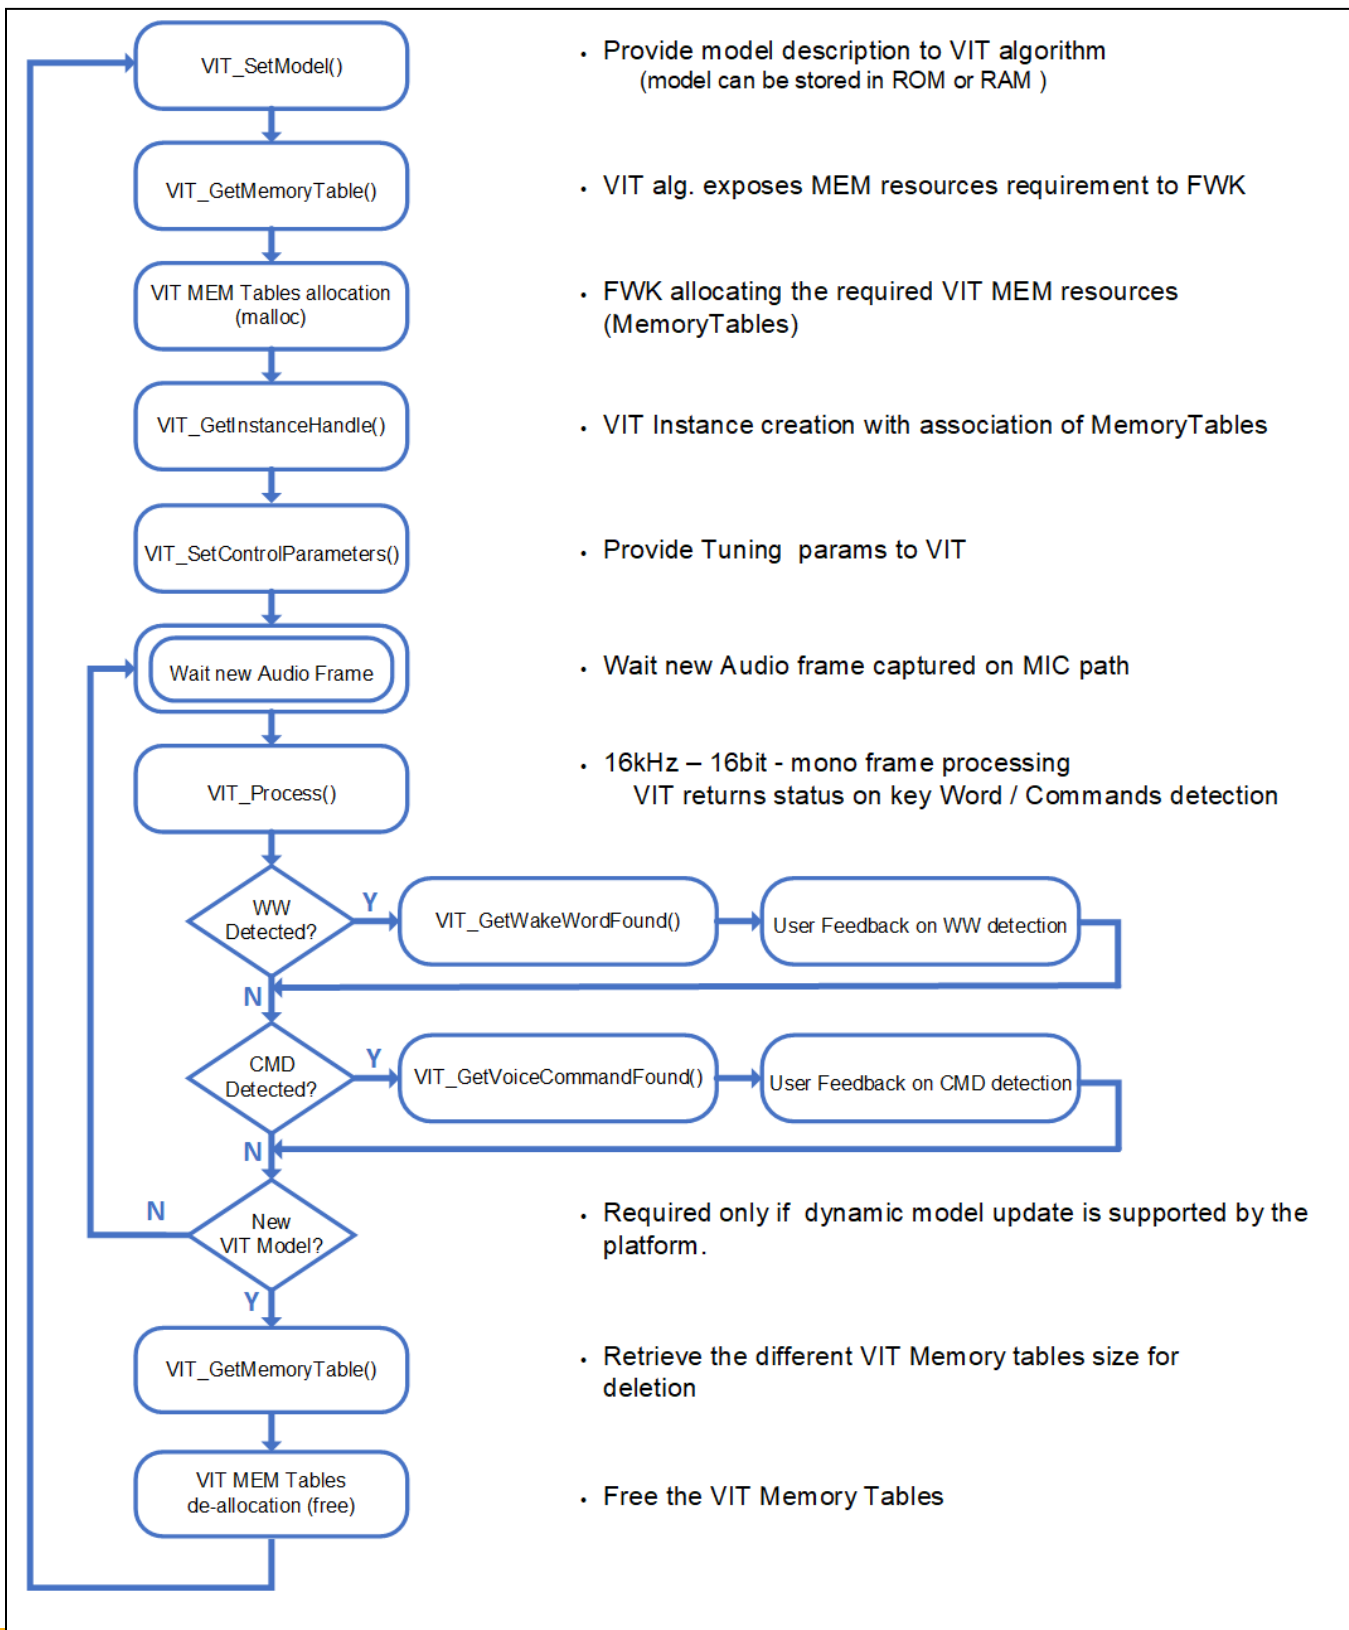 VIT_SetModel()
• Provide model description to VIT algorithm
(model can be stored in ROM or RAM )
VIT_GetMemoryTable()
• VIT alg. exposes MEM resources requirement to FWK
VIT MEM Tables allocation
(malloc)
• FWK allocating the required VIT MEM resources
(MemoryTables)
VIT_GetInstanceHandle()
• VIT Instance creation with association of MemoryTables
VIT_SetControlParameters()
• Provide Tuning params to VIT
Wait new Audio Frame
• Wait new Audio frame captured on MIC path
VIT_Process()
• 16kHz – 16bit - mono frame processing
VIT returns status on key Word / Commands detection
WW
Detected?
Y
VIT_GetWakeWordFound()
User Feedback on WW detection
N
CMD
Detected?
Y
VIT_GetVoiceCommandFound()
User Feedback on CMD detection
N
New
VIT Model?
N
• Required only if dynamic model update is supported by the
platform.
Y
VIT_GetMemoryTable()
• Retrieve the different VIT Memory tables size for
deletion
VIT MEM Tables
de-allocation (free)
• Free the VIT Memory Tables